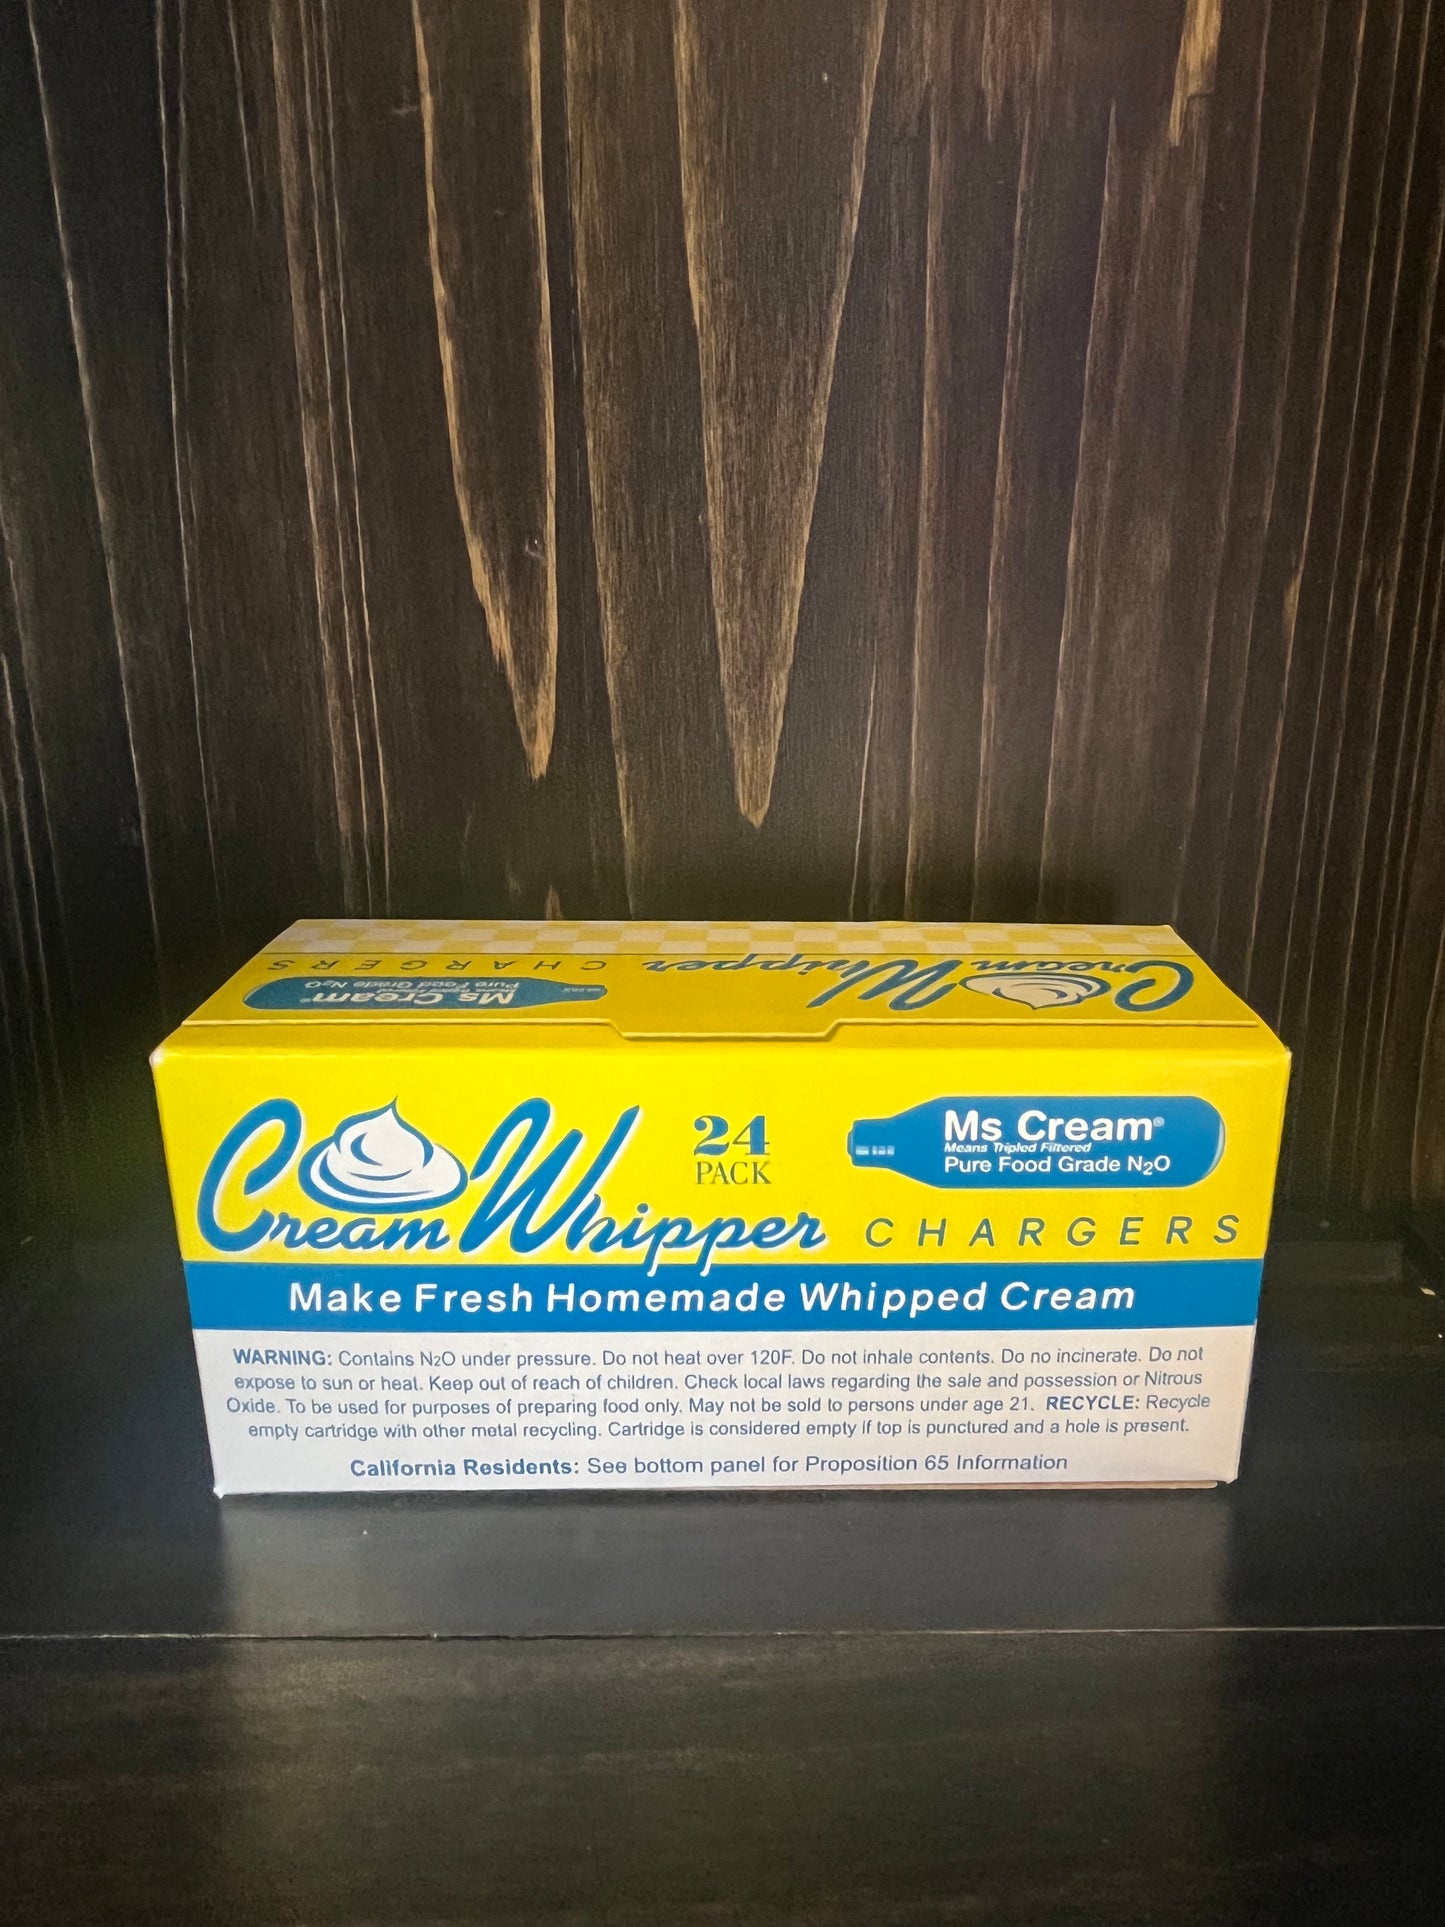 Cream Whipper CHARGERS
Ms Cream®
Pure Food Grade N2O
Cream Whipper
24
PACK
Ms Cream®
Means Tripled Filtered
Pure Food Grade N2O
CHARGERS
Make Fresh Homemade Whipped Cream
WARNING: Contains N2O under pressure. Do not heat over 120F. Do not inhale contents. Do no incinerate. Do not
expose to sun or heat. Keep out of reach of children. Check local laws regarding the sale and possession or Nitrous
Oxide. To be used for purposes of preparing food only. May not be sold to persons under age 21. RECYCLE: Recycle
empty cartridge with other metal recycling. Cartridge is considered empty if top is punctured and a hole is present.
California Residents: See bottom panel for Proposition 65 Information